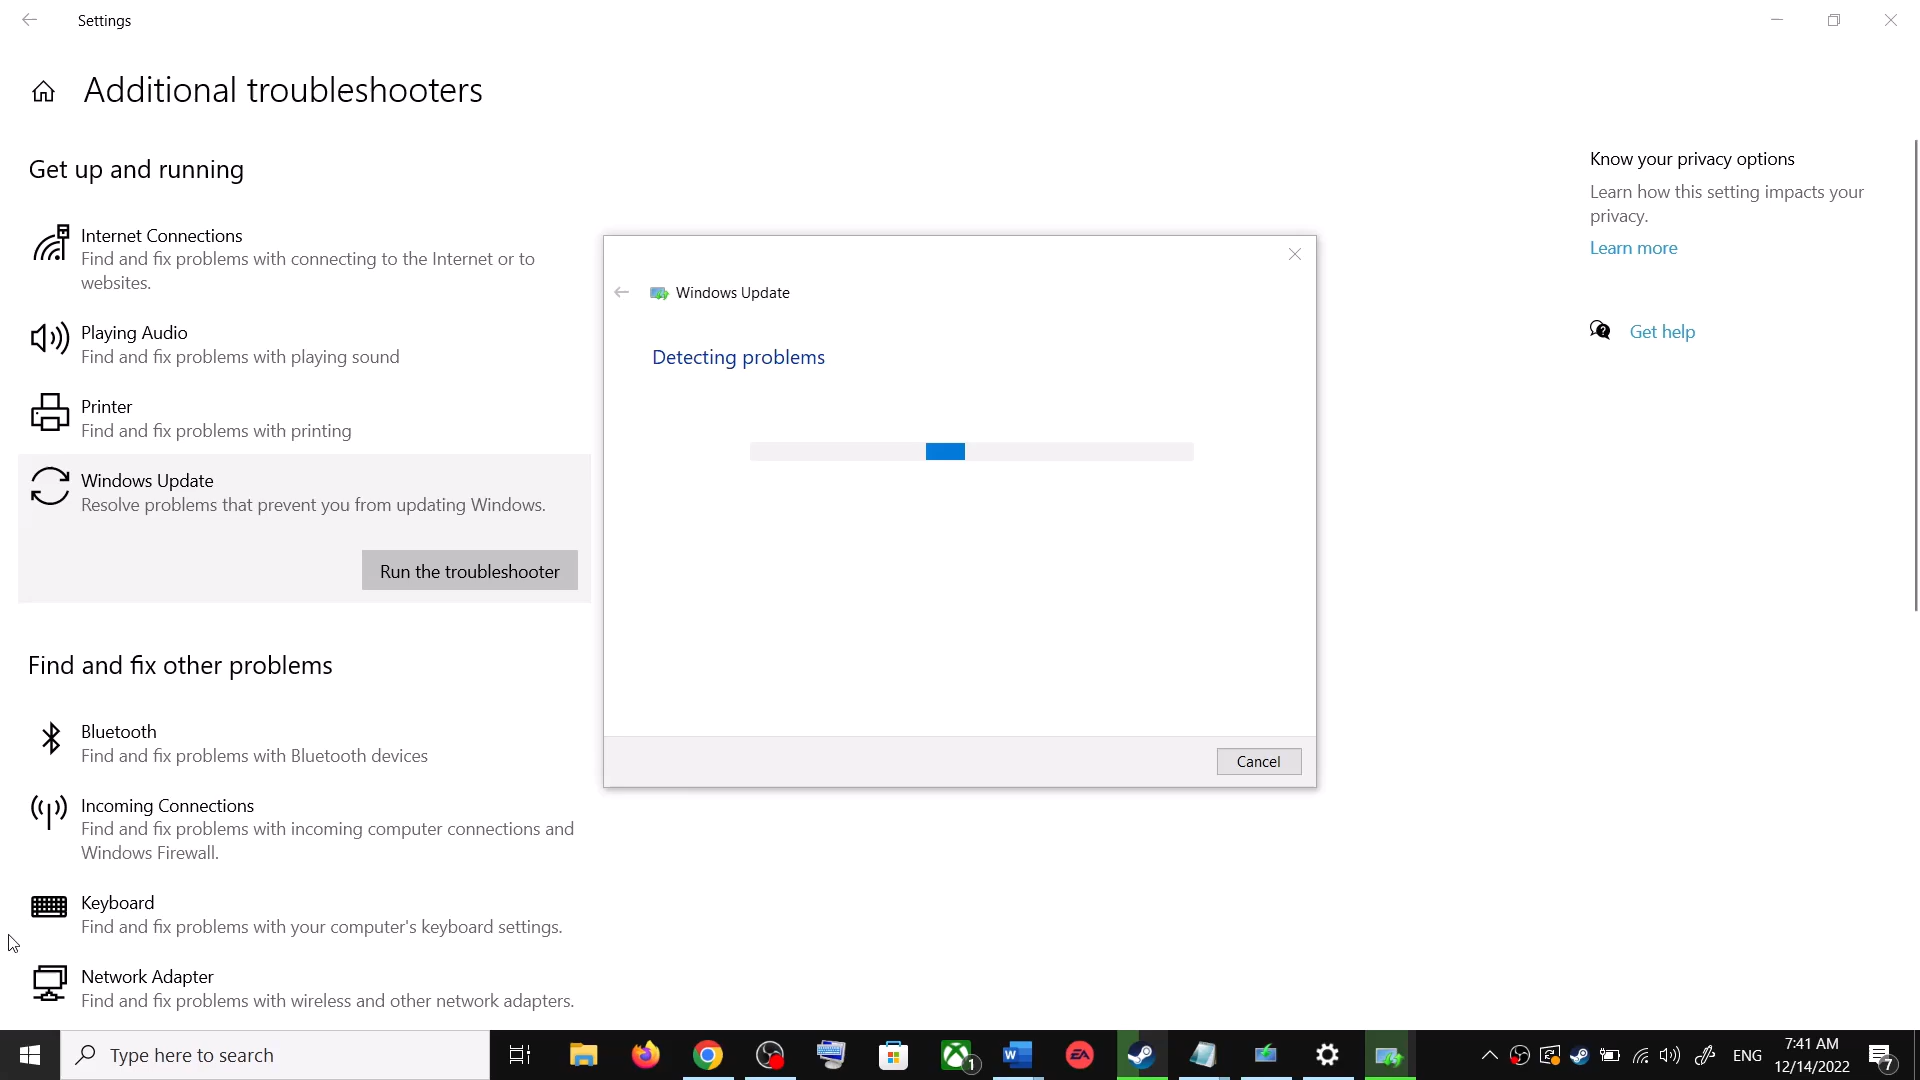 Settings
Additional troubleshooters
Get up and running
Internet Connections
Find and fix problems with connecting to the Internet or to
websites.
Playing Audio
Find and fix problems with playing sound
Printer
Find and fix problems with printing
Windows Update
Resolve problems that prevent you from updating Windows.
Run the troubleshooter
Find and fix other problems
Bluetooth
Find and fix problems with Bluetooth devices
Incoming Connections
Find and fix problems with incoming computer connections and
Windows Firewall.
Keyboard
Find and fix problems with your computer's keyboard settings.
Network Adapter
Find and fix problems with wireless and other network adapters.
Windows Update
Detecting problems
Cancel
Know your privacy options
Learn how this setting impacts your
privacy.
Learn more
Get help
Type here to search
1
W
EA
ENG
7:41 AM
12/14/2022
7